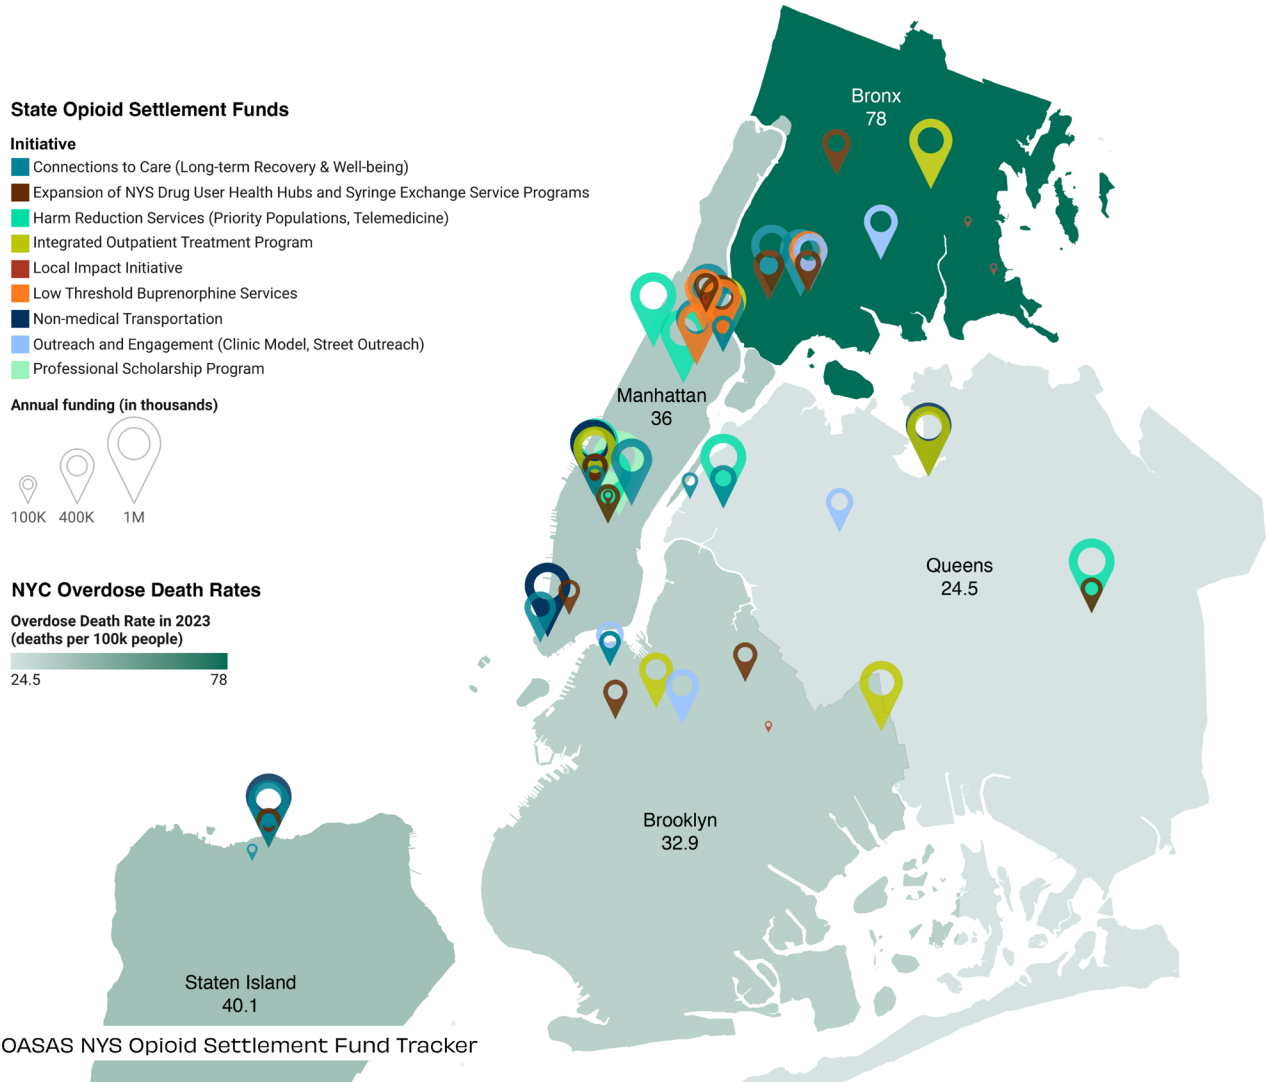 State Opioid Settlement Funds
Initiative
Connections to Care (Long-term Recovery & Well-being)
Expansion of NYS Drug User Health Hubs and Syringe Exchange Service Programs
Harm Reduction Services (Priority Populations, Telemedicine)
Integrated Outpatient Treatment Program
Local Impact Initiative
Low Threshold Buprenorphine Services
Non-medical Transportation
Outreach and Engagement (Clinic Model, Street Outreach)
Professional Scholarship Program
Annual funding (in thousands)
100K 400K 1M
NYC Overdose Death Rates
Overdose Death Rate in 2023
(deaths per 100k people)
24.5 78
Bronx
78
Manhattan
36
Queens
24.5
Brooklyn
32.9
Staten Island
40.1
OASAS NYS Opioid Settlement Fund Tracker